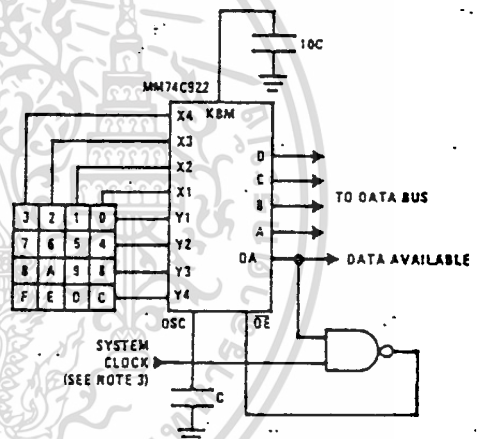 10C
MM74C922
X4 KBM
X3
X2
X1
Y1
Y2
Y3
Y4
D
C
B
A
DA
TO DATA BUS
DATA AVAILABLE
3 2 1 0
7 6 5 4
B A 9 8
F E D C
OSC
OE
SYSTEM
CLOCK
(SEE NOTE 3)
C